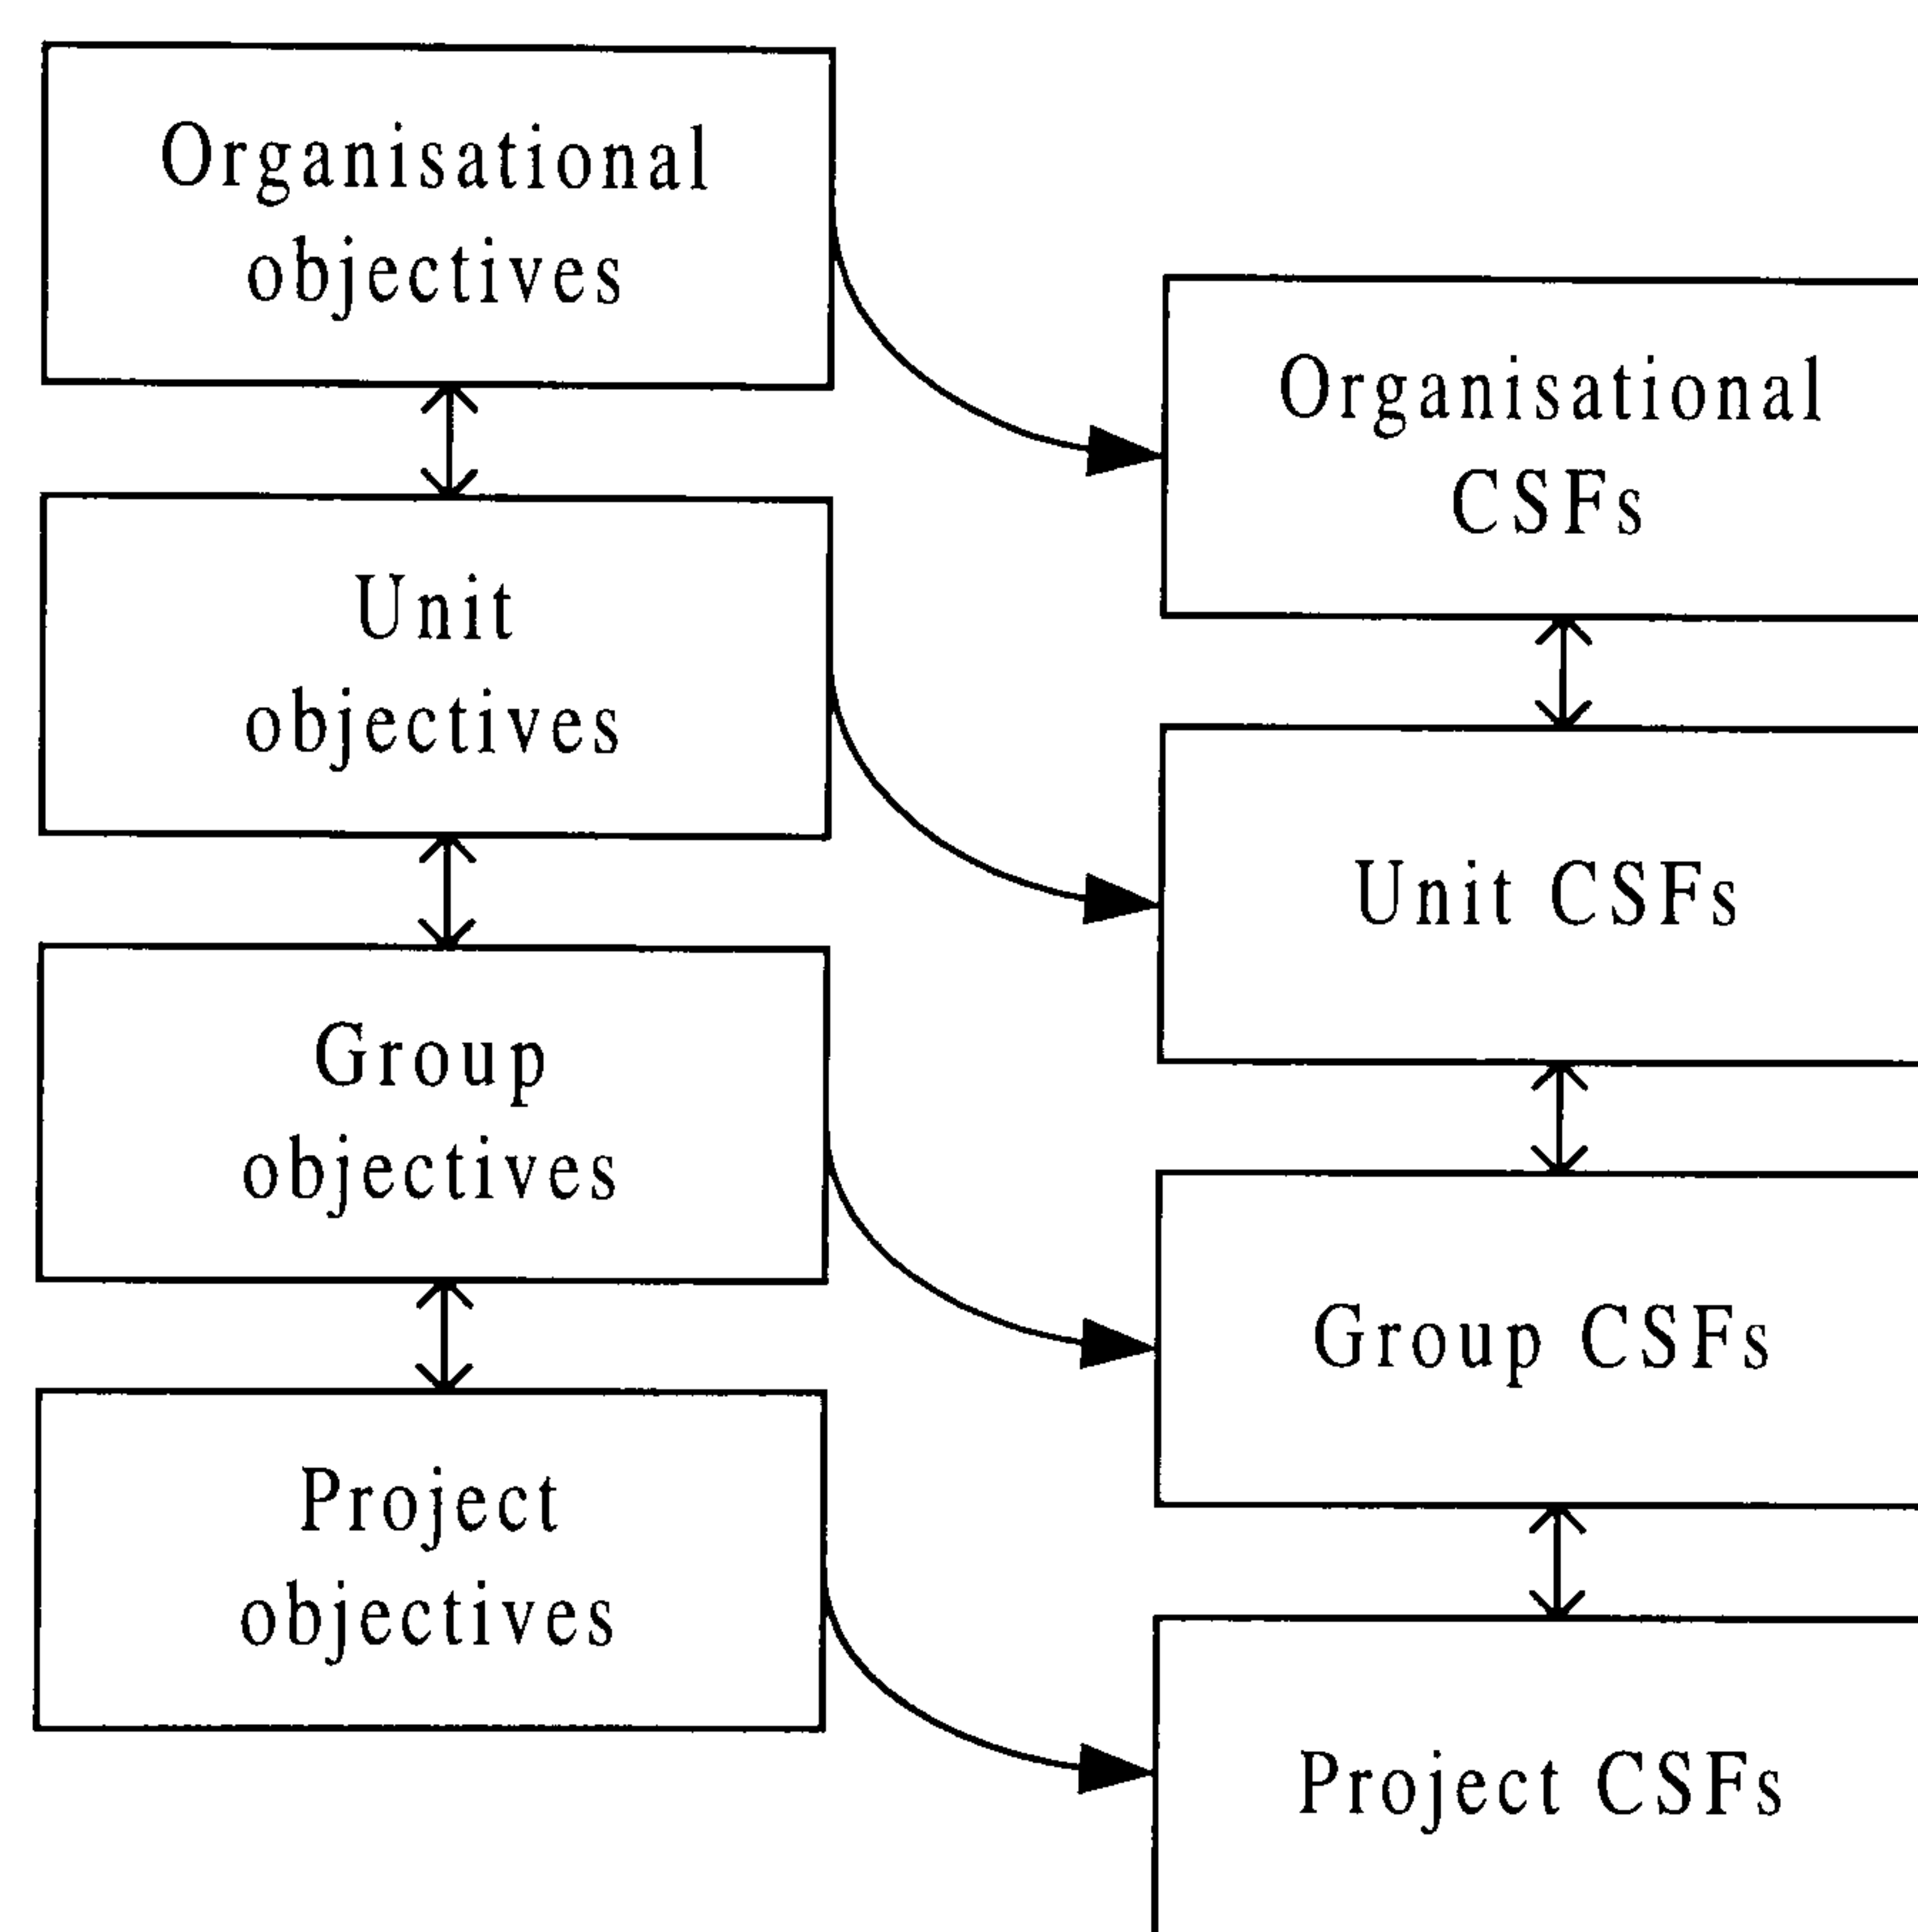 Organisational
objectives
Organisational
CSFs
Unit
objectives
Unit CSFs
Group
objectives
Group CSFs
Project
objectives
Project CSFs